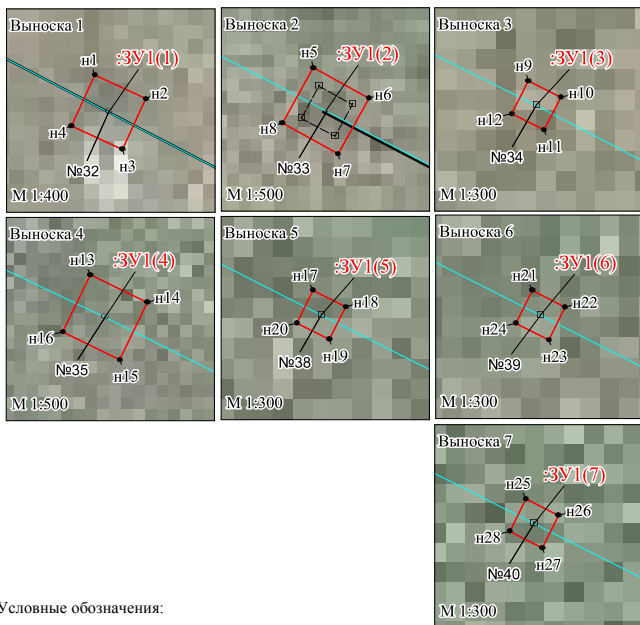 Выноска 1
:ЗУ1(1)
н1
н2
н4
н3
№32
М 1:400
Выноска 2
:ЗУ1(2)
н5
н6
н8
№33
н7
М 1:500
Выноска 3
:ЗУ1(3)
н9
н10
н12
н11
№34
М 1:300
Выноска 4
:ЗУ1(4)
н13
н14
н16
№35
н15
М 1:500
Выноска 5
:ЗУ1(5)
н17
н18
н20
н19
№38
М 1:300
Выноска 6
:ЗУ1(6)
н21
н22
н24
н23
№39
М 1:300
Выноска 7
:ЗУ1(7)
н25
н26
н28
н27
№40
М 1:300
Условные обозначения: